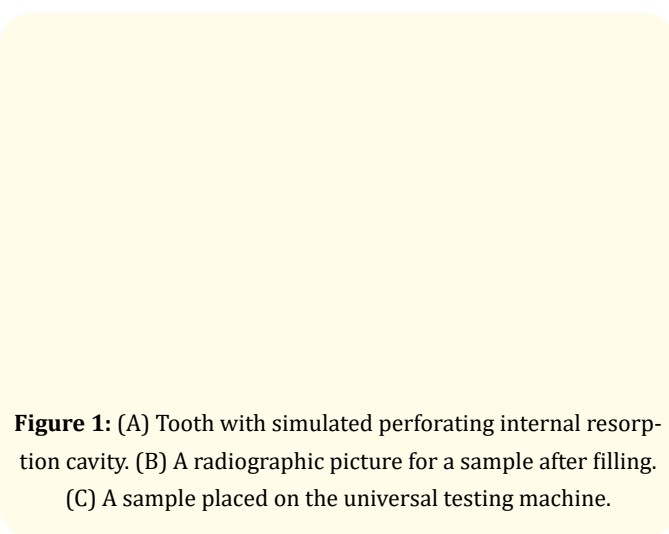 Figure 1: (A) Tooth with simulated perforating internal resorp-
tion cavity. (B) A radiographic picture for a sample after filling.
(C) A sample placed on the universal testing machine.